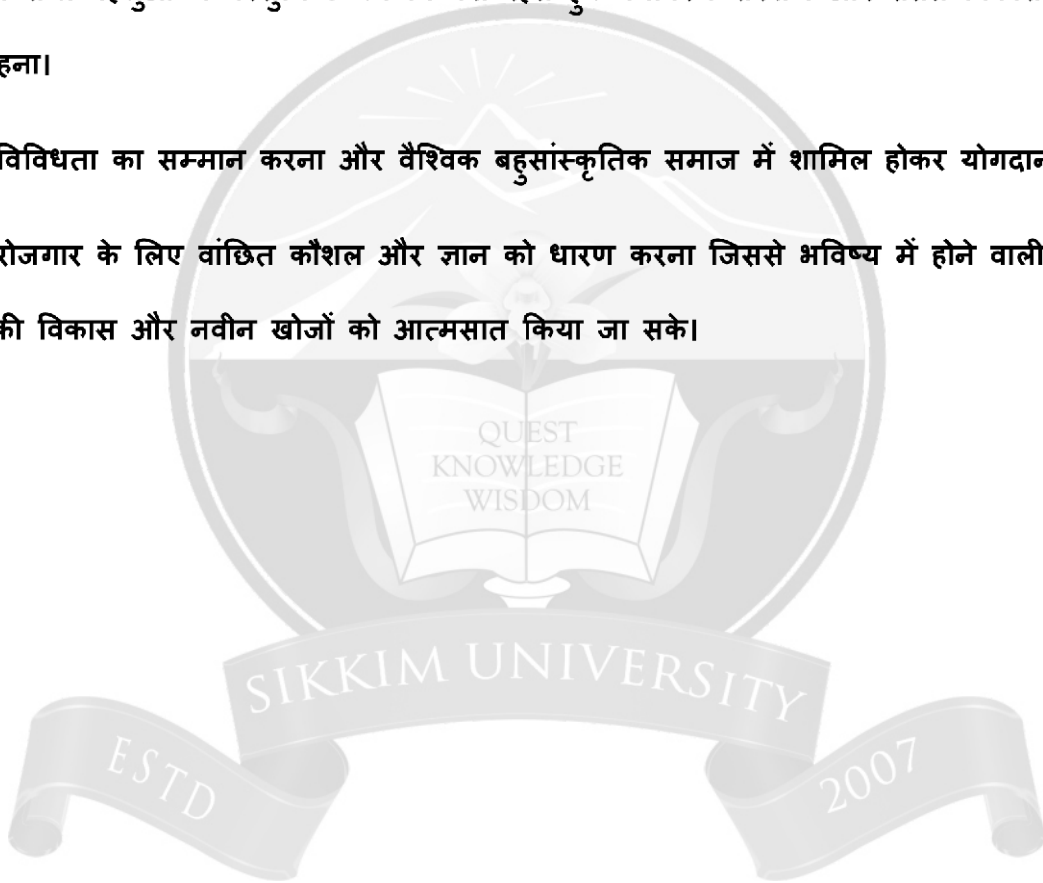 हना।
विविधता का सम्मान करना और वैश्विक बहुसांस्कृतिक समाज में शामिल होकर योगदान
रोजगार के लिए वांछित कौशल और ज्ञान को धारण करना जिससे भविष्य में होने वाली
की विकास और नवीन खोजों को आत्मसात किया जा सके।
QUEST
KNOWLEDGE
WISDOM
SIKKIM UNIVERSITY
ESTD 2007